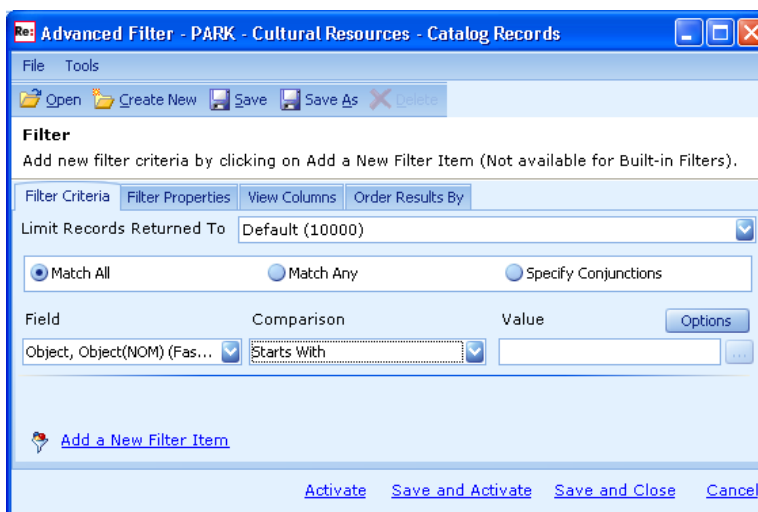 Re: Advanced Filter - PARK - Cultural Resources - Catalog Records
File Tools
Open Create New Save Save As Delete
Filter
Add new filter criteria by clicking on Add a New Filter Item (Not available for Built-in Filters).
Filter Criteria Filter Properties View Columns Order Results By
Limit Records Returned To Default (10000)
Match All Match Any Specify Conjunctions
Field Comparison Value Options
Object, Object(NOM) (Fas... Starts With ...
Add a New Filter Item
Activate Save and Activate Save and Close Cancel